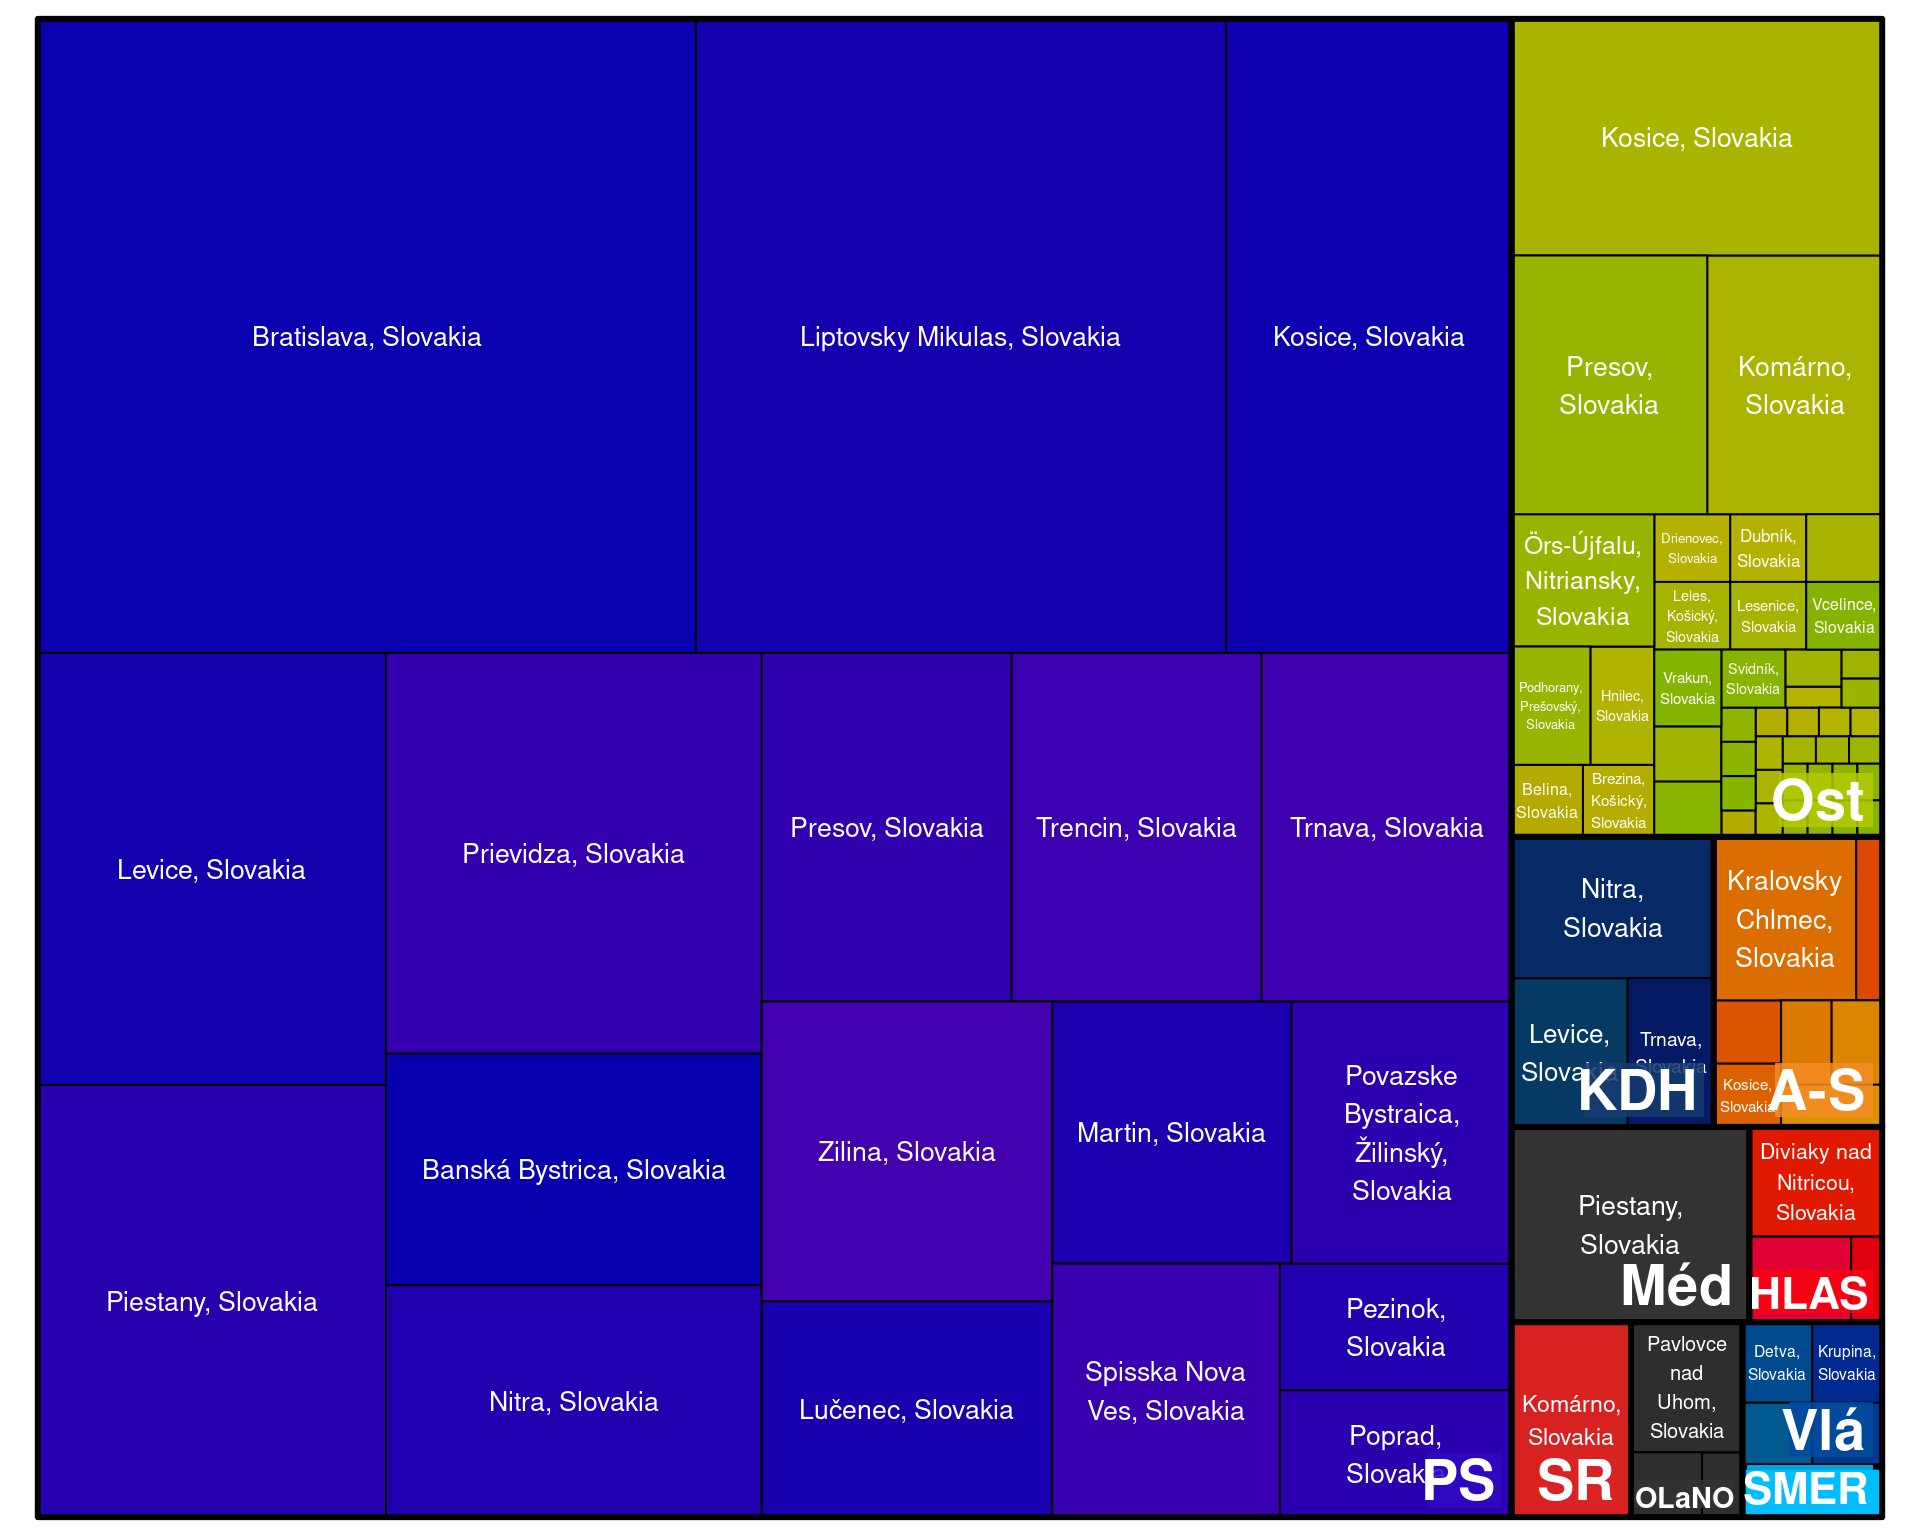 Bratislava, Slovakia
Liptovsky Mikulas, Slovakia
Kosice, Slovakia
Levice, Slovakia
Piestany, Slovakia
Prievidza, Slovakia
Banská Bystrica, Slovakia
Nitra, Slovakia
Presov, Slovakia
Trencin, Slovakia
Trnava, Slovakia
Zilina, Slovakia
Lučenec, Slovakia
Martin, Slovakia
Povazske
Bystraica,
Žilinský,
Slovakia
Spisska Nova
Ves, Slovakia
Pezinok,
Slovakia
Poprad,
Slovakia
PS
Kosice, Slovakia
Presov,
Slovakia
Komárno,
Slovakia
Örs-Újfalu,
Nitriansky,
Slovakia
Drienovec,
Slovakia
Dubník,
Slovakia
Leles,
Košický,
Slovakia
Lesenice,
Slovakia
Vcelince,
Slovakia
Podhorany,
Prešovský,
Slovakia
Hnilec,
Slovakia
Vrakun,
Slovakia
Svidník,
Slovakia
Belina,
Slovakia
Brezina,
Košický,
Slovakia
Ost
Nitra,
Slovakia
Levice,
Slovakia
Trnava,
Slovakia
KDH
Kralovsky
Chlmec,
Slovakia
Kosice,
Slovakia
A-S
Piestany,
Slovakia
Méd
Diviaky nad
Nitricou,
Slovakia
HLAS
Komárno,
Slovakia
SR
Pavlovce
nad
Uhom,
Slovakia
OLaNO
Detva,
Slovakia
Krupina,
Slovakia
Vlá
SMER